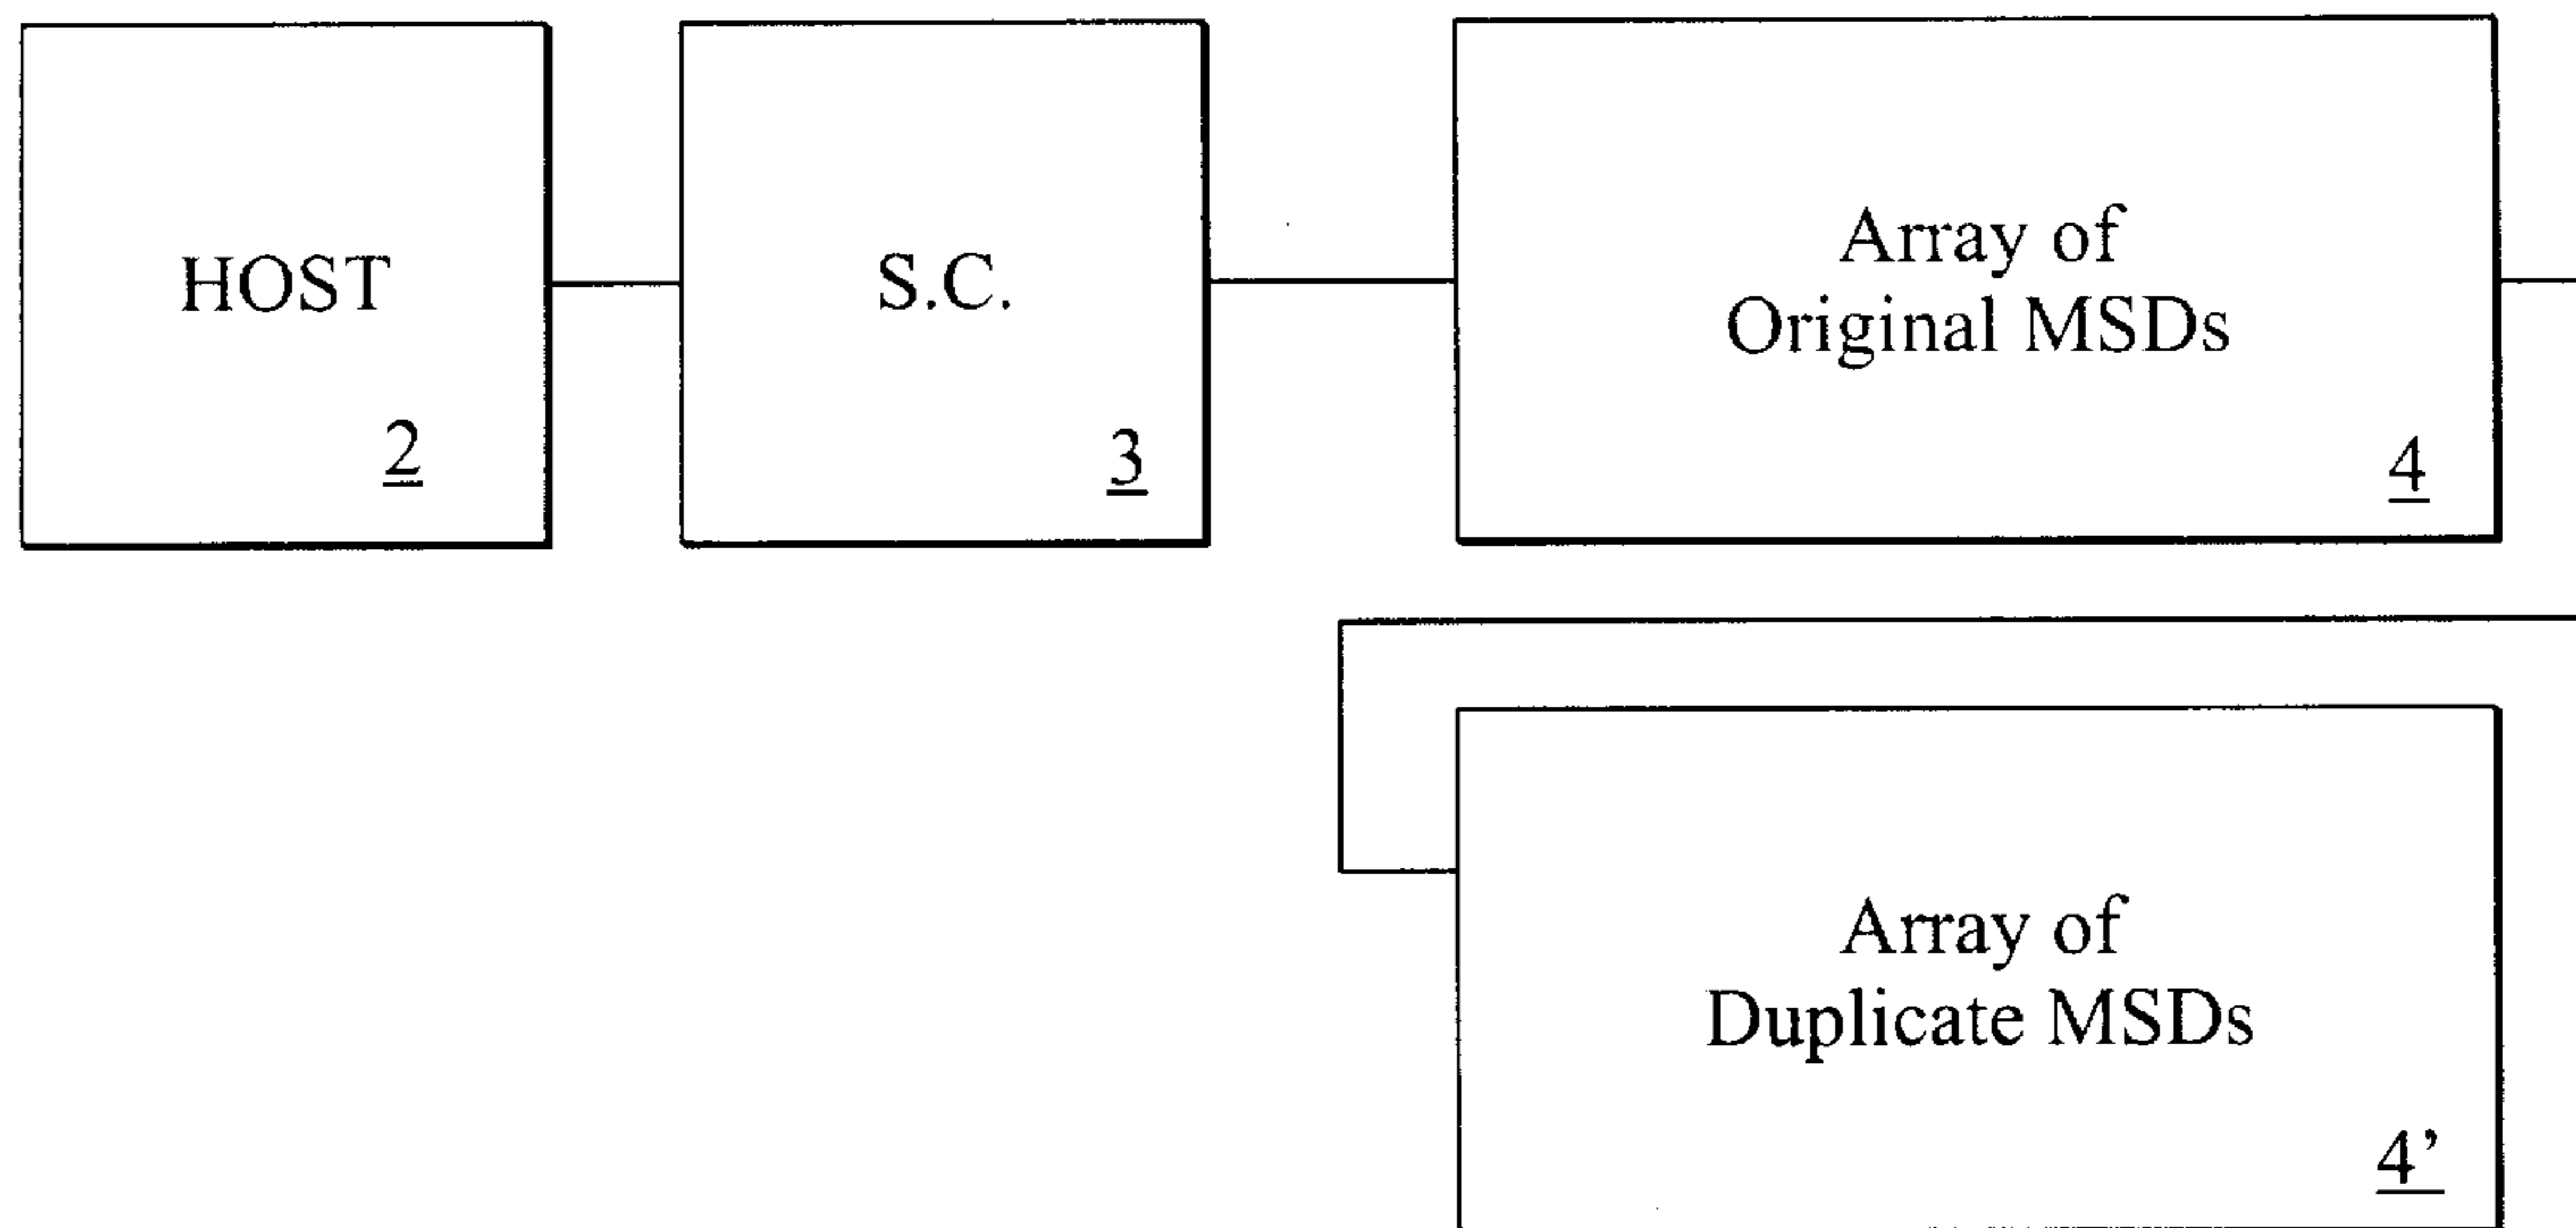 HOST
2
S.C.
3
Array of
Original MSDs
4
Array of
Duplicate MSDs
4’